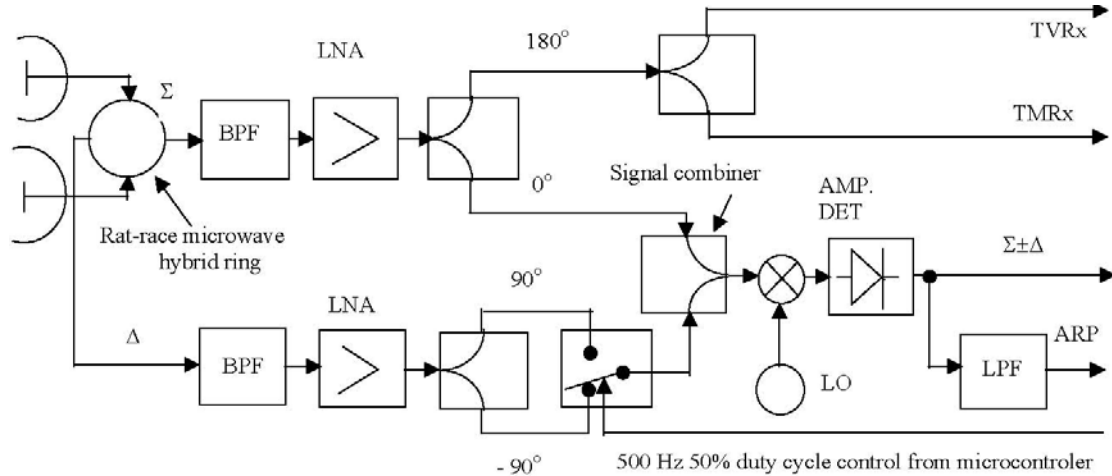 TVRx
180°
LNA
Σ
BPF
TMRx
Signal combiner
0°
AMP.
DET
Rat-race microwave
hybrid ring
Σ±Δ
90°
LNA
Δ
ARP
BPF
LO
LPF
- 90°
500 Hz 50% duty cycle control from microcontroler